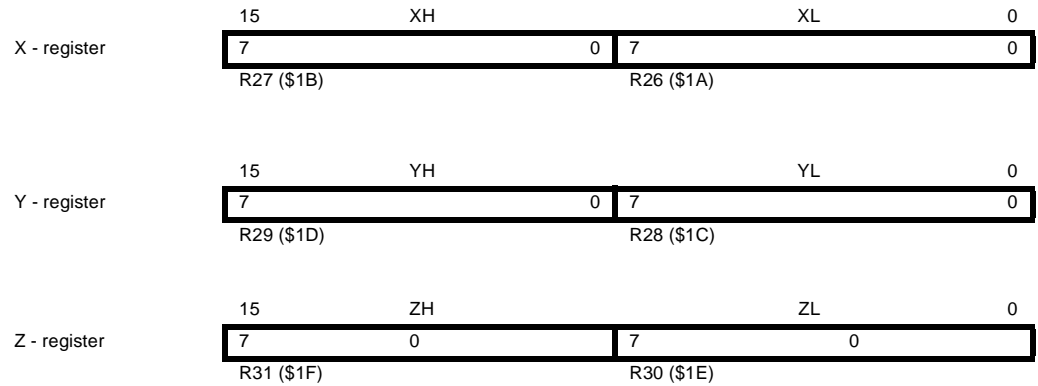 15 XH XL 0
X - register 7 0 7 0
R27 ($1B) R26 ($1A)
15 YH YL 0
Y - register 7 0 7 0
R29 ($1D) R28 ($1C)
15 ZH ZL 0
Z - register 7 0 7 0
R31 ($1F) R30 ($1E)